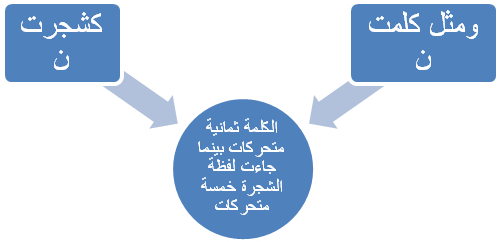 ومثل كلمت
ن
كشجرت
ن
الكلمة ثمانية
متحركات بينما
جاءت لفظة
الشجرة خمسة
متحركات